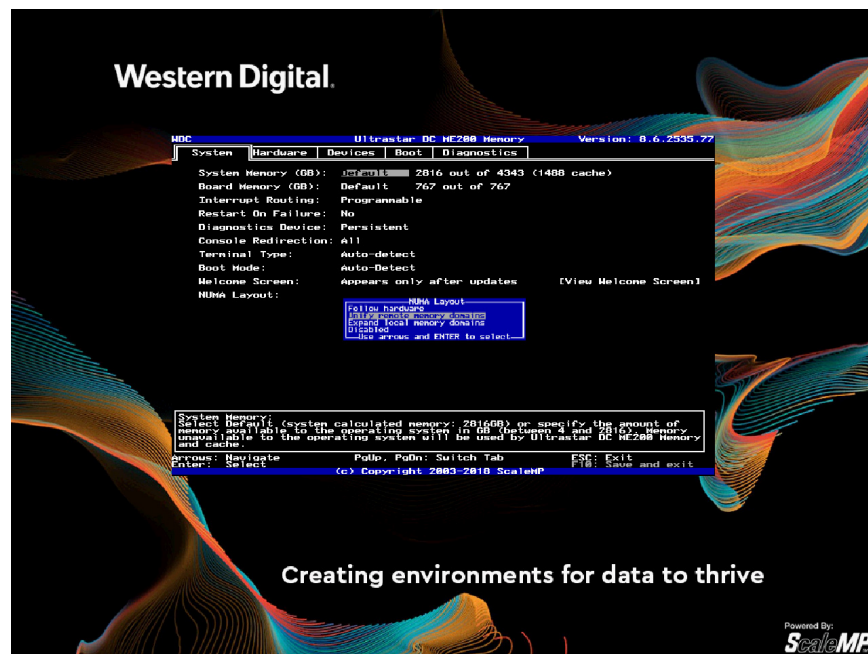 Western Digital.
WDC Ultrastar DC ME200 Memory Version: 8.6.2535.77
System Hardware Devices Boot Diagnostics
System Memory (GB): Default 2816 out of 4343 (1488 cache)
Board Memory (GB): Default 767 out of 767
Interrupt Routing: Programmable
Restart On Failure: No
Diagnostics Device: Persistent
Console Redirection: All
Terminal Type: Auto-detect
Boot Mode: Auto-Detect
Welcome Screen: Appears only after updates [View Welcome Screen]
NUMA Layout:
NUMA Layout
Follow hardware
Unify remote memory domains
Expand local memory domains
Disabled
Use arrows and ENTER to select
System Memory:
Select Default (system calculated memory: 2816GB) or specify the amount of
memory available to the operating system in GB (between 4 and 2816). Memory
unavailable to the operating system will be used by Ultrastar DC ME200 Memory
and cache.
Arrows: Navigate PgUp, PgDn: Switch Tab ESC: Exit
Enter: Select F10: Save and exit
(c) Copyright 2003-2018 ScaleMP
Creating environments for data to thrive
Powered By:
ScaleMP